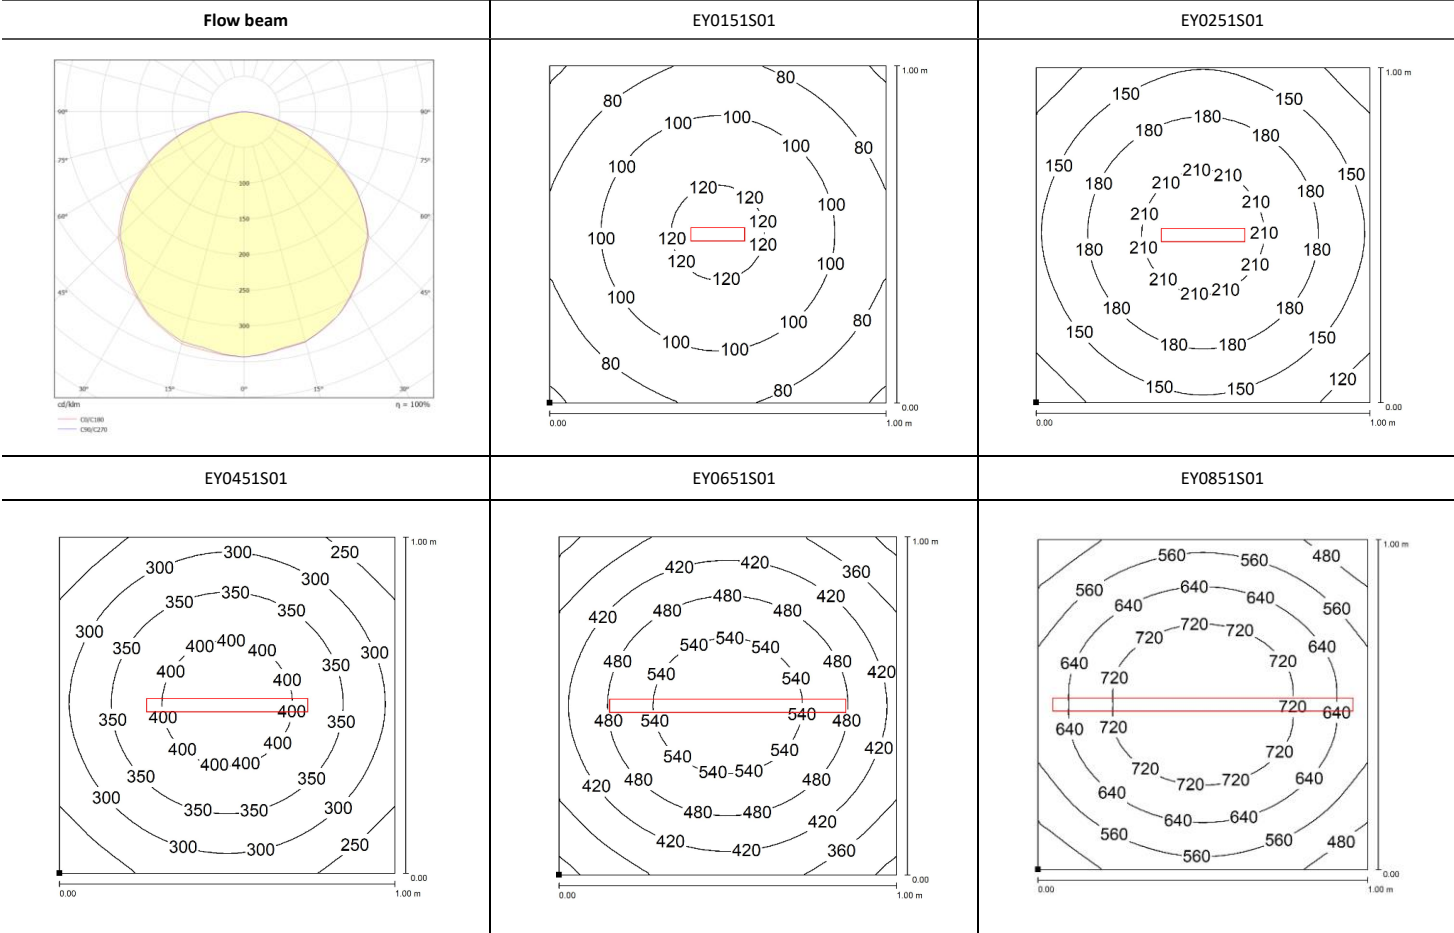 Flow beam
EY0151S01
EY0251S01
90° 90°
75° 75°
60° 60°
45° 45°
30° 15° 0° 15° 30°
100
150
200
250
300
cd/klm η = 100%
C0/C180
C90/C270
80 80
100 100 80
100 100
120 120
100 120 120 120 100
120 120
100 100
100 100 100 80
80 80
1.00 m
0.00
0.00 1.00 m
150 150
180 180 180
150 180 210 210 210 180 150
210 210
180 210 210 180
210 210
210 210 210
180 180
150 180 180 150
150 150 120
1.00 m
0.00
0.00 1.00 m
EY0451S01
EY0651S01
EY0851S01
300 250
300 300
350 350 350
300 350 400 400 400 350 300
400 400
350 400 400 350
400 400
400 400
350 350
300 350 350 300
300 300 250
1.00 m
0.00
0.00 1.00 m
420 420 360
420 480 480 480 420
480 540 540 540 480 420
540 540
480 540 540 480
540 540 420
420 480 540 540 480
480 480
420 420 420 360
1.00 m
0.00
0.00 1.00 m
560 560 480
560 640 640 640 560
720 720 720 640
640 720 720
720 640
640 720
720 720 720 720 640
640 640 640
560 560 560 480
1.00 m
0.00
0.00 1.00 m